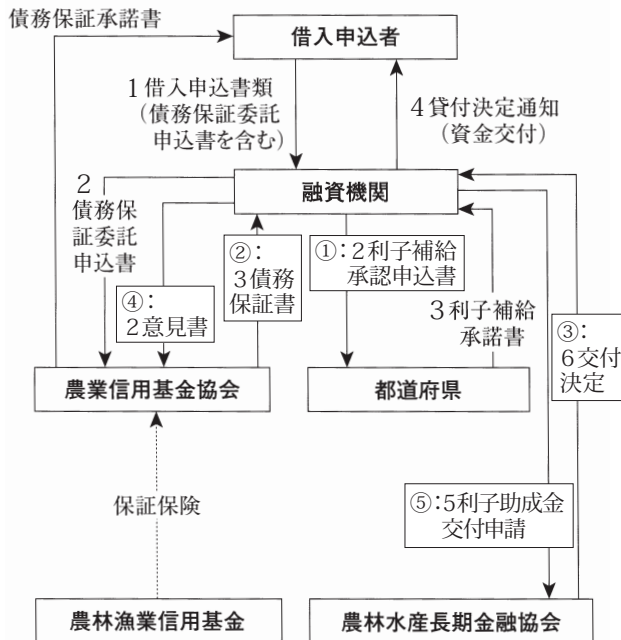 債務保証承諾書
借入申込者
1借入申込書類
(債務保証委託
申込書を含む)
4貸付決定通知
(資金交付)
融資機関
2
債務保
証委託
申込書
④:
2意見書
②:
3債務
保証書
①:2利子補給
承認申込書
3利子補給
承諾書
③:
6交付
決定
農業信用基金協会
都道府県
保証保険
⑤:5利子助成金
交付申請
農林漁業信用基金
農林水産長期金融協会